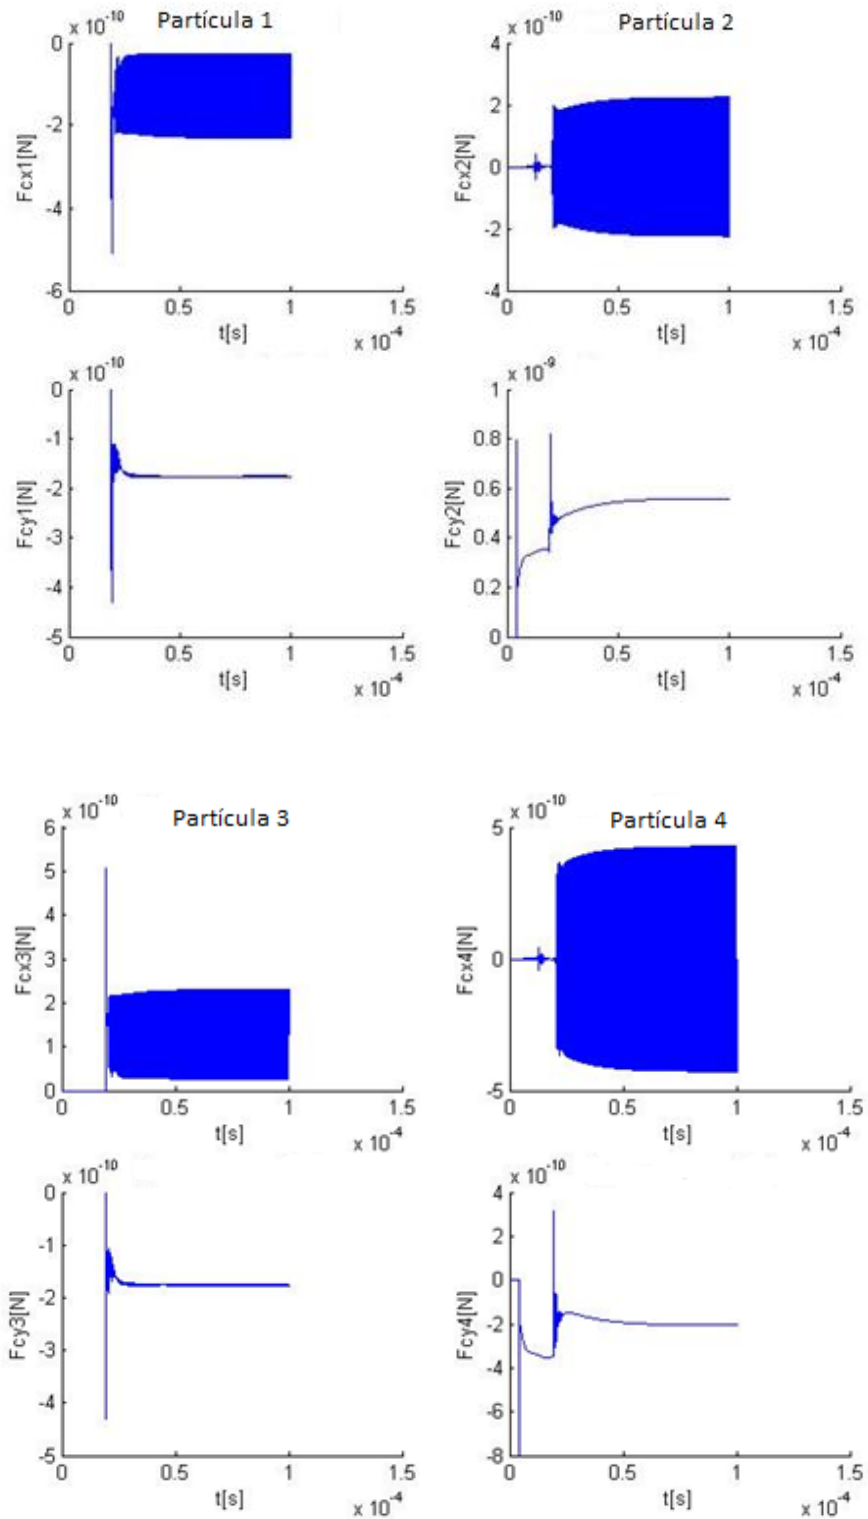 Partícula 1
x 10-10
0
-2
-4
-6
Fcx1[N]
0 0.5 1 1.5
t[s]
x 10-4
Partícula 2
x 10-10
4
2
0
-2
-4
Fcx2[N]
0 0.5 1 1.5
t[s]
x 10-4
x 10-10
0
-1
-2
-3
-4
-5
Fcy1[N]
0 0.5 1 1.5
t[s]
x 10-4
x 10-9
1
0.8
0.6
0.4
0.2
0
Fcy2[N]
0 0.5 1 1.5
t[s]
x 10-4
Partícula 3
x 10-10
6
5
4
3
2
1
0
Fcx3[N]
0 0.5 1 1.5
t[s]
x 10-4
Partícula 4
x 10-10
5
0
-5
Fcx4[N]
0 0.5 1 1.5
t[s]
x 10-4
x 10-10
0
-1
-2
-3
-4
-5
Fcy3[N]
0 0.5 1 1.5
t[s]
x 10-4
x 10-10
4
2
0
-2
-4
-6
-8
Fcy4[N]
0 0.5 1 1.5
t[s]
x 10-4